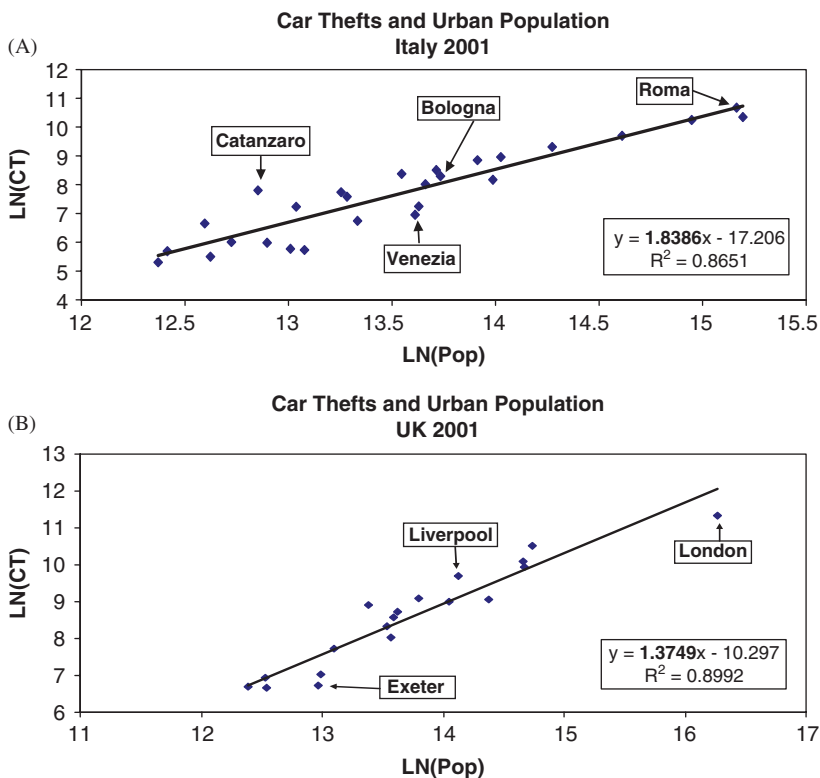 (A)
Car Thefts and Urban Population
Italy 2001
12
11
10
9
8
7
6
5
4
LN(CT)
Catanzaro
Bologna
Roma
Venezia
y = 1.8386x - 17.206
R² = 0.8651
12 12.5 13 13.5 14 14.5 15 15.5
LN(Pop)
(B)
Car Thefts and Urban Population
UK 2001
13
12
11
10
9
8
7
6
LN(CT)
Liverpool
London
Exeter
y = 1.3749x - 10.297
R² = 0.8992
11 12 13 14 15 16 17
LN(Pop)